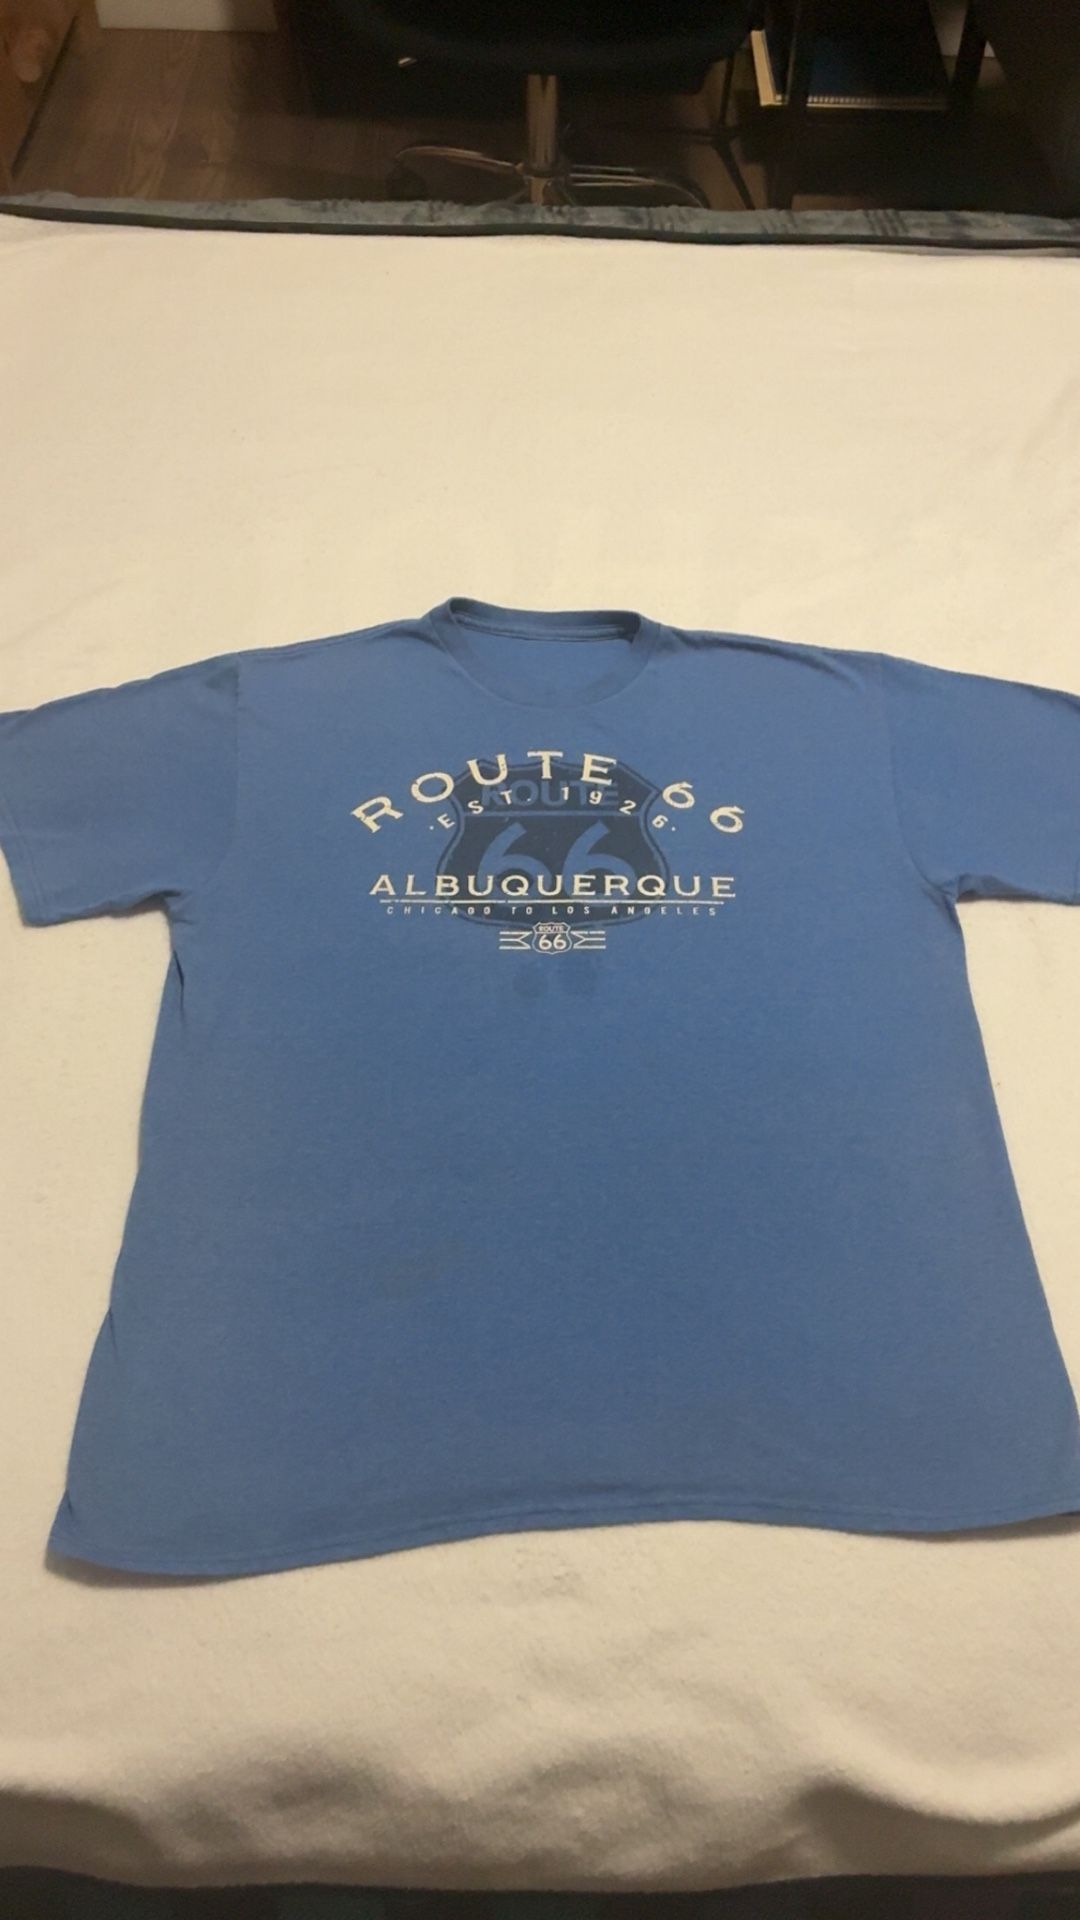 ROUTE 66
ROUTE
·EST. 1926·
66
ALBUQUERQUE
CHICAGO TO LOS ANGELES
ROUTE
66